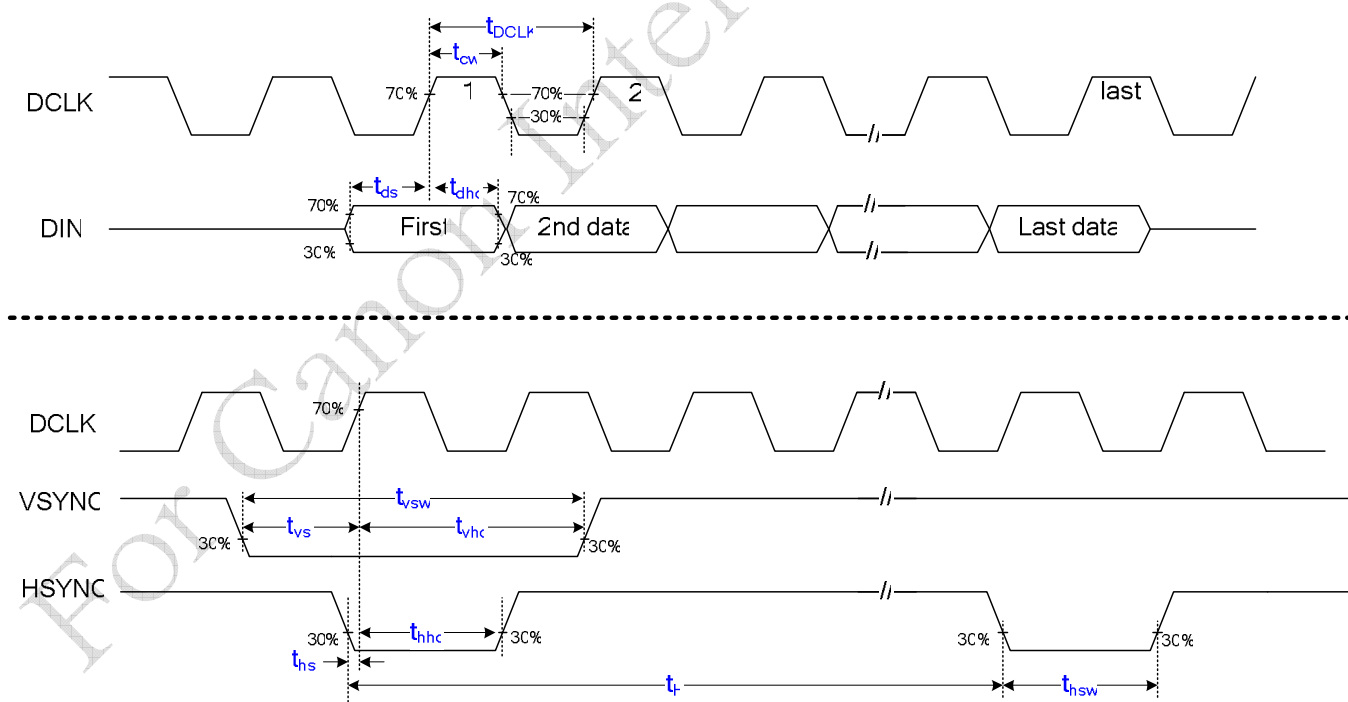 For Canon Inter
tDCLK
tcw
DCLK
70%
1
70%
30%
2
last
tds
tdhd
70%
70%
DIN
First
2nd data
Last data
30%
30%
DCLK
70%
VSYNC
tvsw
tvs
tvhd
30%
30%
HSYNC
30%
thhd
30%
30%
30%
ths
tH
thsw